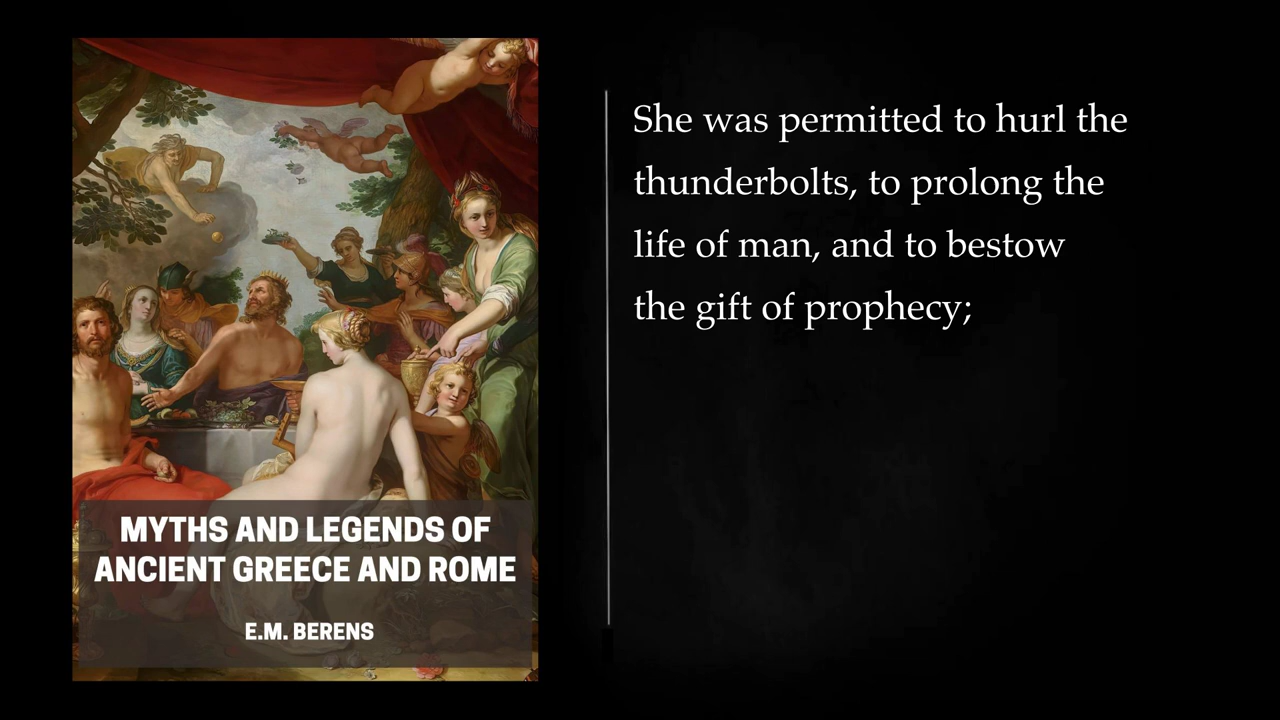 She was permitted to hurl the
thunderbolts, to prolong the
life of man, and to bestow
the gift of prophecy;
MYTHS AND LEGENDS OF
ANCIENT GREECE AND ROME
E.M. BERENS